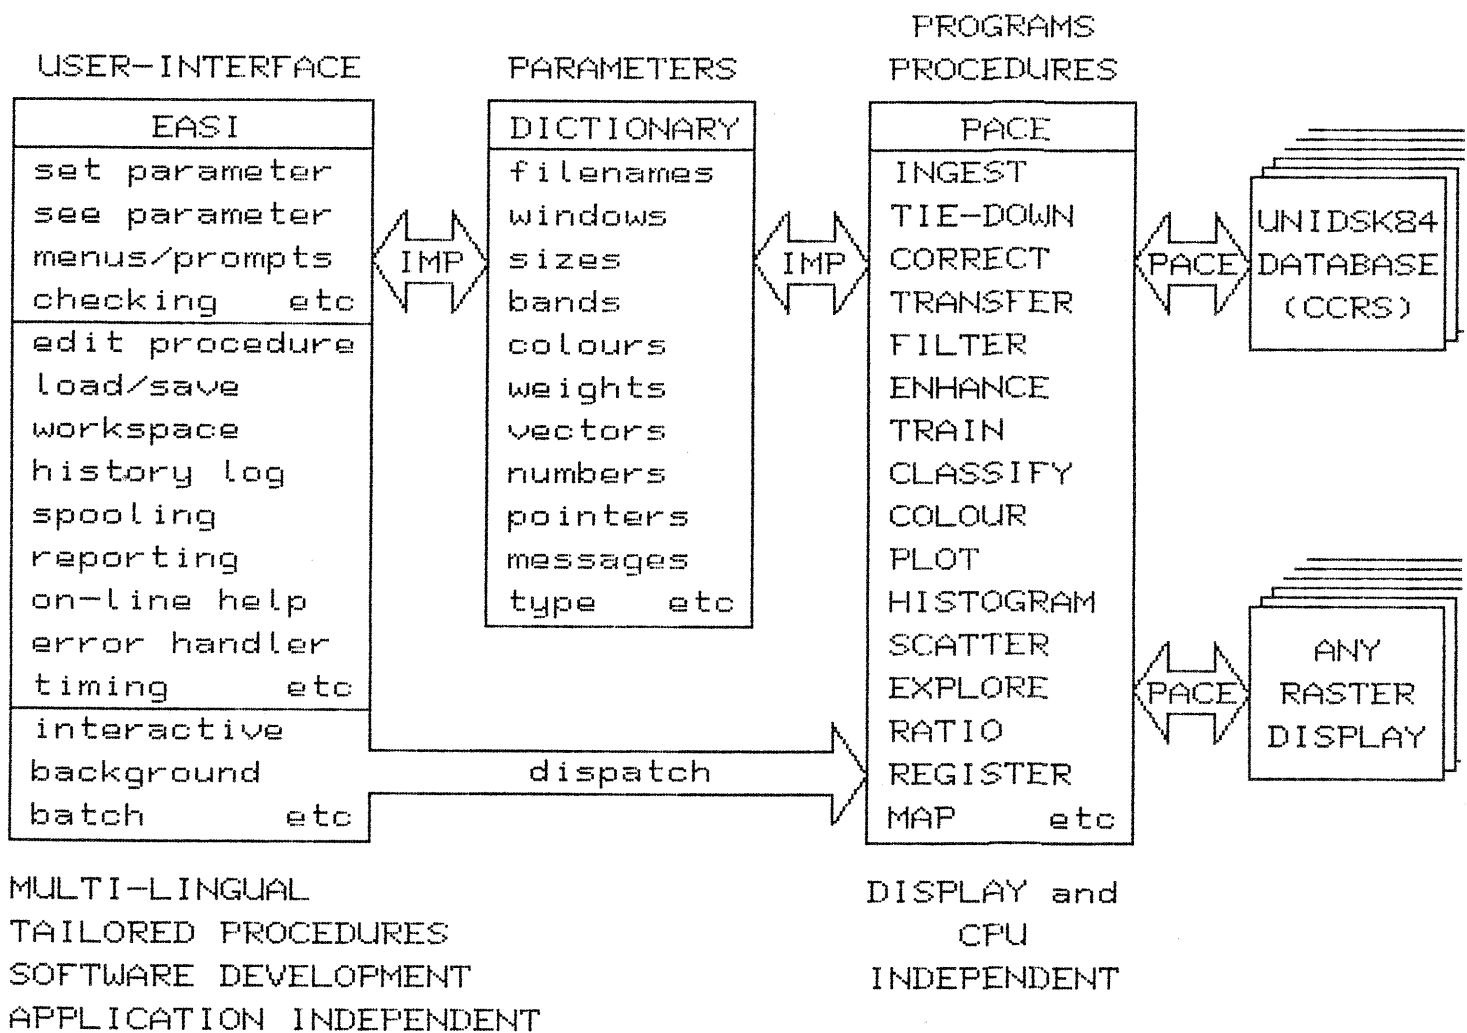 USER-INTERFACE
EASI
set parameter
see parameter
menus/prompts
checking etc
edit procedure
load/save
workspace
history log
spooling
reporting
on-line help
error handler
timing etc
interactive
background
batch etc
MULTI-LINGUAL
TAILORED PROCEDURES
SOFTWARE DEVELOPMENT
APPLICATION INDEPENDENT
IMP
dispatch
PARAMETERS
DICTIONARY
filenames
windows
sizes
bands
colours
weights
vectors
numbers
pointers
messages
type etc
IMP
PROGRAMS
PROCEDURES
PACE
INGEST
TIE-DOWN
CORRECT
TRANSFER
FILTER
ENHANCE
TRAIN
CLASSIFY
COLOUR
PLOT
HISTOGRAM
SCATTER
EXPLORE
RATIO
REGISTER
MAP etc
DISPLAY and
CPU
INDEPENDENT
PACE
UNIDSK84
DATABASE
(CCRS)
PACE
ANY
RASTER
DISPLAY